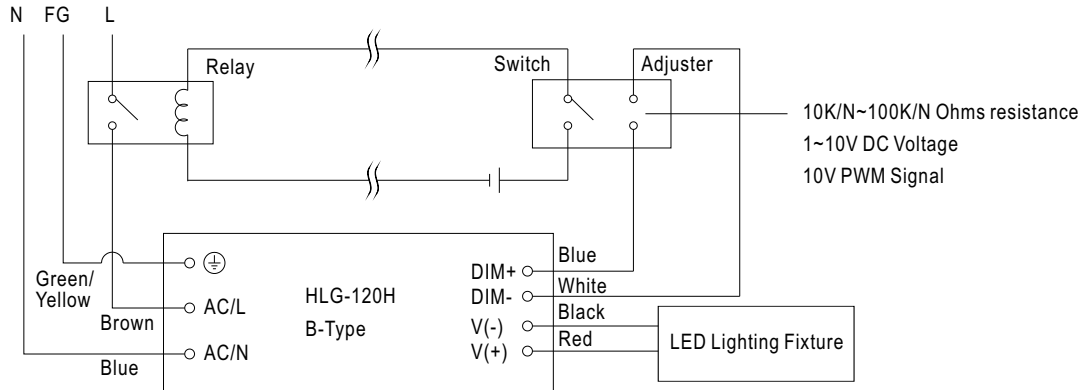 N FG L
Relay
Switch
Adjuster
10K/N~100K/N Ohms resistance
1~10V DC Voltage
10V PWM Signal
Green/
Yellow
Brown
Blue
AC/L
AC/N
HLG-120H
B-Type
DIM+
DIM-
V(-)
V(+)
Blue
White
Black
Red
LED Lighting Fixture